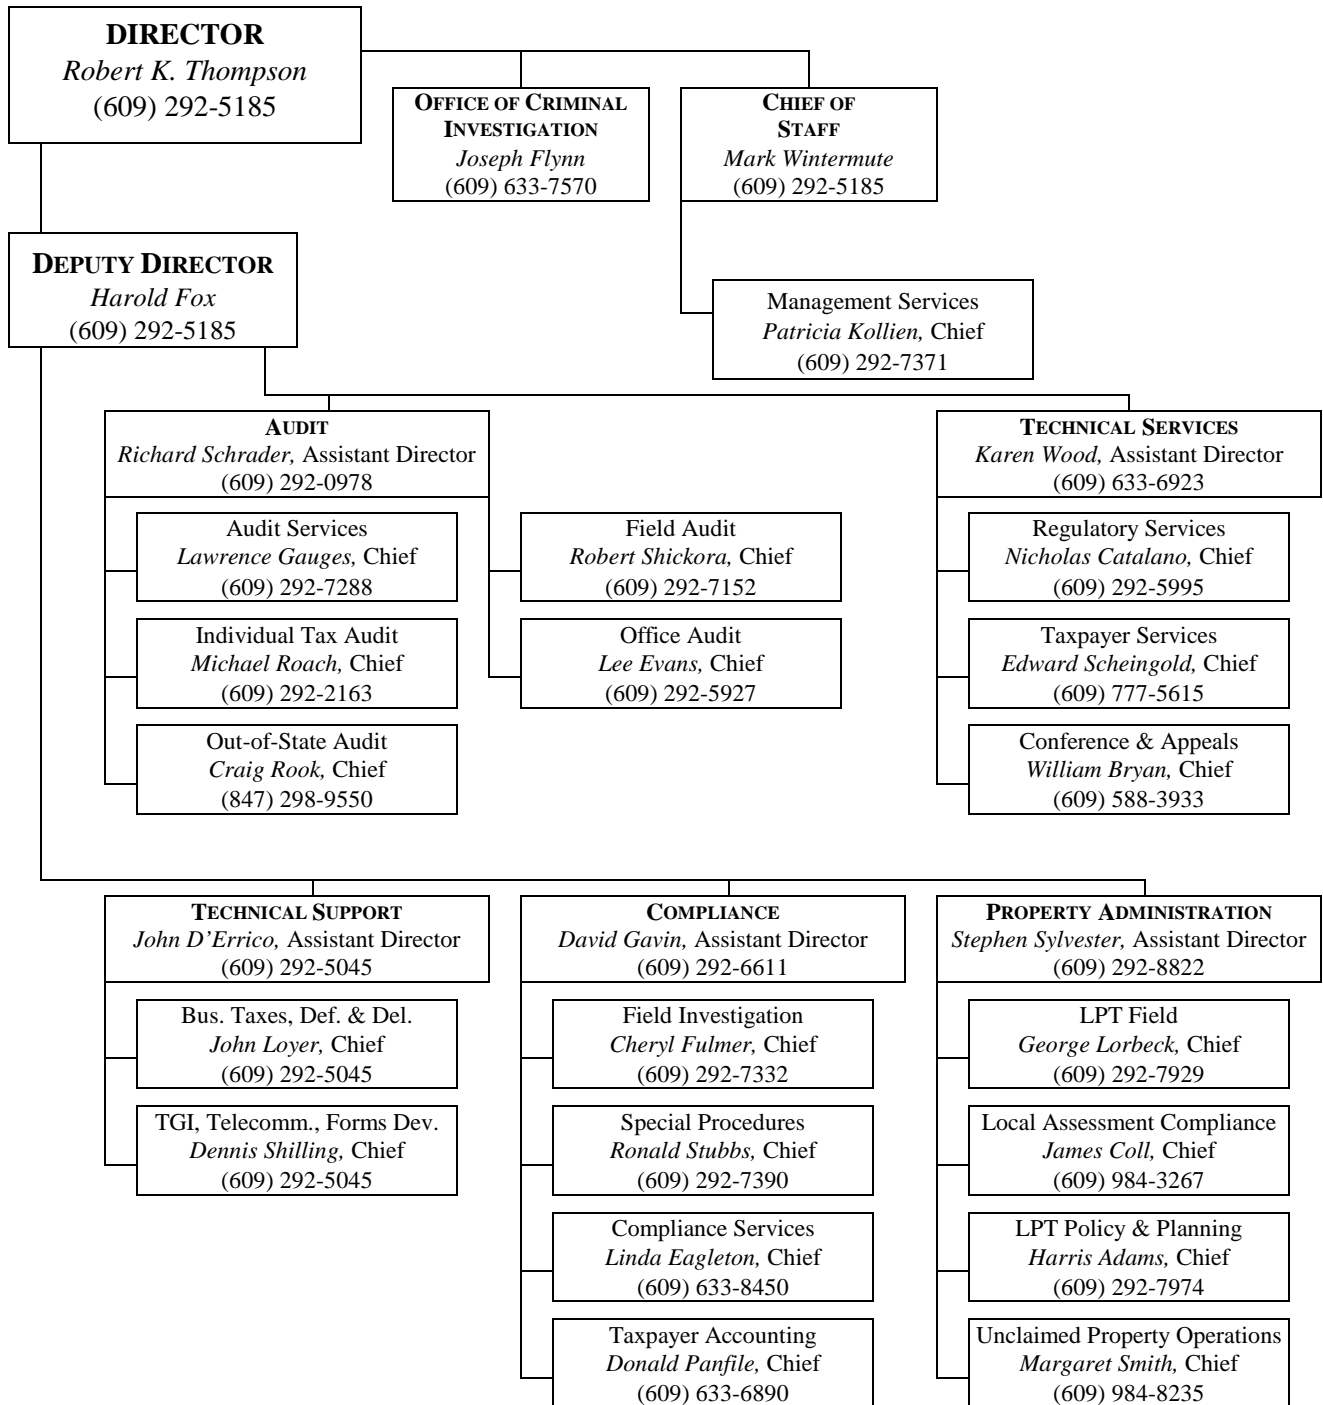 DIRECTOR
Robert K. Thompson
(609) 292-5185
OFFICE OF CRIMINAL
INVESTIGATION
Joseph Flynn
(609) 633-7570
CHIEF OF
STAFF
Mark Wintermute
(609) 292-5185
DEPUTY DIRECTOR
Harold Fox
(609) 292-5185
Management Services
Patricia Kollien, Chief
(609) 292-7371
AUDIT
Richard Schrader, Assistant Director
(609) 292-0978
Audit Services
Lawrence Gauges, Chief
(609) 292-7288
Individual Tax Audit
Michael Roach, Chief
(609) 292-2163
Out-of-State Audit
Craig Rook, Chief
(847) 298-9550
Field Audit
Robert Shickora, Chief
(609) 292-7152
Office Audit
Lee Evans, Chief
(609) 292-5927
TECHNICAL SERVICES
Karen Wood, Assistant Director
(609) 633-6923
Regulatory Services
Nicholas Catalano, Chief
(609) 292-5995
Taxpayer Services
Edward Scheingold, Chief
(609) 777-5615
Conference & Appeals
William Bryan, Chief
(609) 588-3933
TECHNICAL SUPPORT
John D’Errico, Assistant Director
(609) 292-5045
Bus. Taxes, Def. & Del.
John Loyer, Chief
(609) 292-5045
TGI, Telecomm., Forms Dev.
Dennis Shilling, Chief
(609) 292-5045
COMPLIANCE
David Gavin, Assistant Director
(609) 292-6611
Field Investigation
Cheryl Fulmer, Chief
(609) 292-7332
Special Procedures
Ronald Stubbs, Chief
(609) 292-7390
Compliance Services
Linda Eagleton, Chief
(609) 633-8450
Taxpayer Accounting
Donald Panfile, Chief
(609) 633-6890
PROPERTY ADMINISTRATION
Stephen Sylvester, Assistant Director
(609) 292-8822
LPT Field
George Lorbeck, Chief
(609) 292-7929
Local Assessment Compliance
James Coll, Chief
(609) 984-3267
LPT Policy & Planning
Harris Adams, Chief
(609) 292-7974
Unclaimed Property Operations
Margaret Smith, Chief
(609) 984-8235